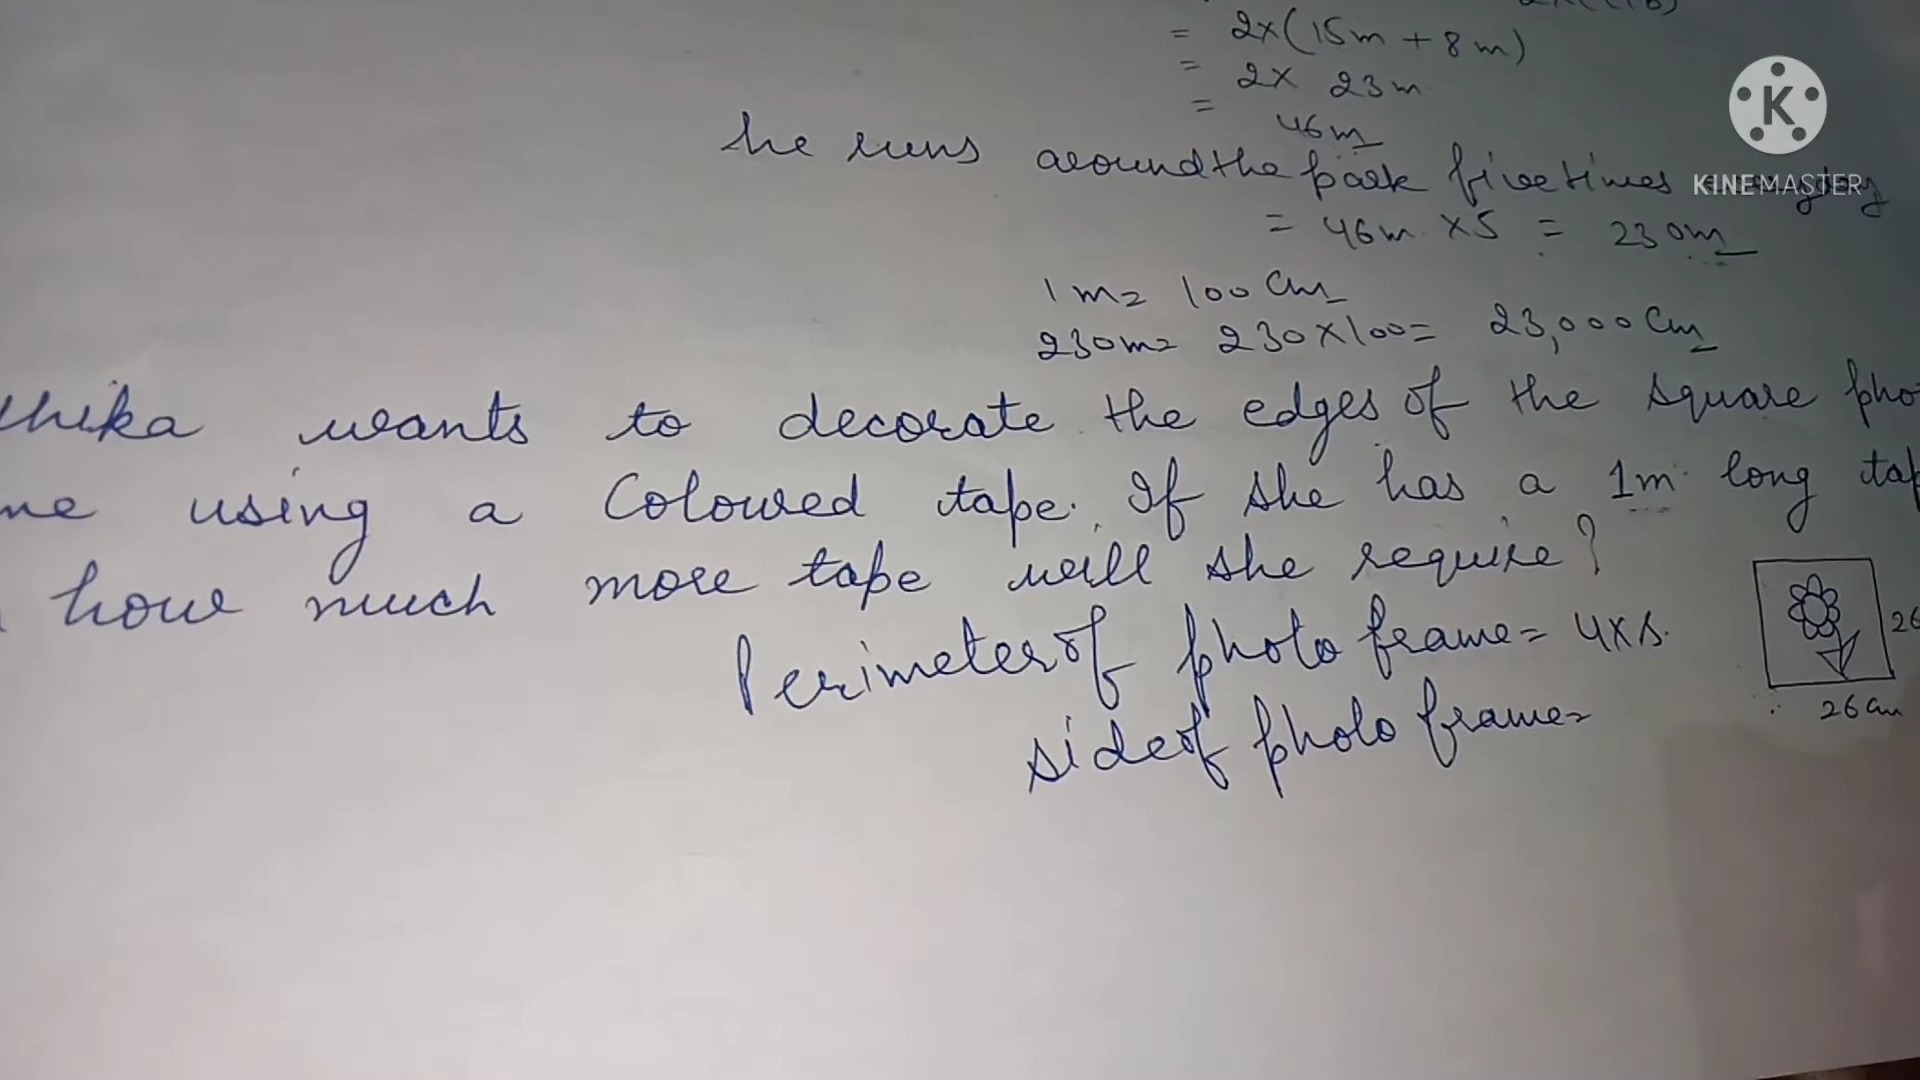 = 2x(15m + 8m)
= 2x 23m
= 46m
he runs around the park five times everyday
= 46m x5 = 230m
1m= 100 Cm
230m= 230x100= 23,000 Cm
wants to decorate the edges of the square
using a Coloured tape. If she has a 1m long
how much more tape will she require?
Perimeter of photo frame= 4xs.
side of photo frame=
26
26 cm
K
KINEMASTER